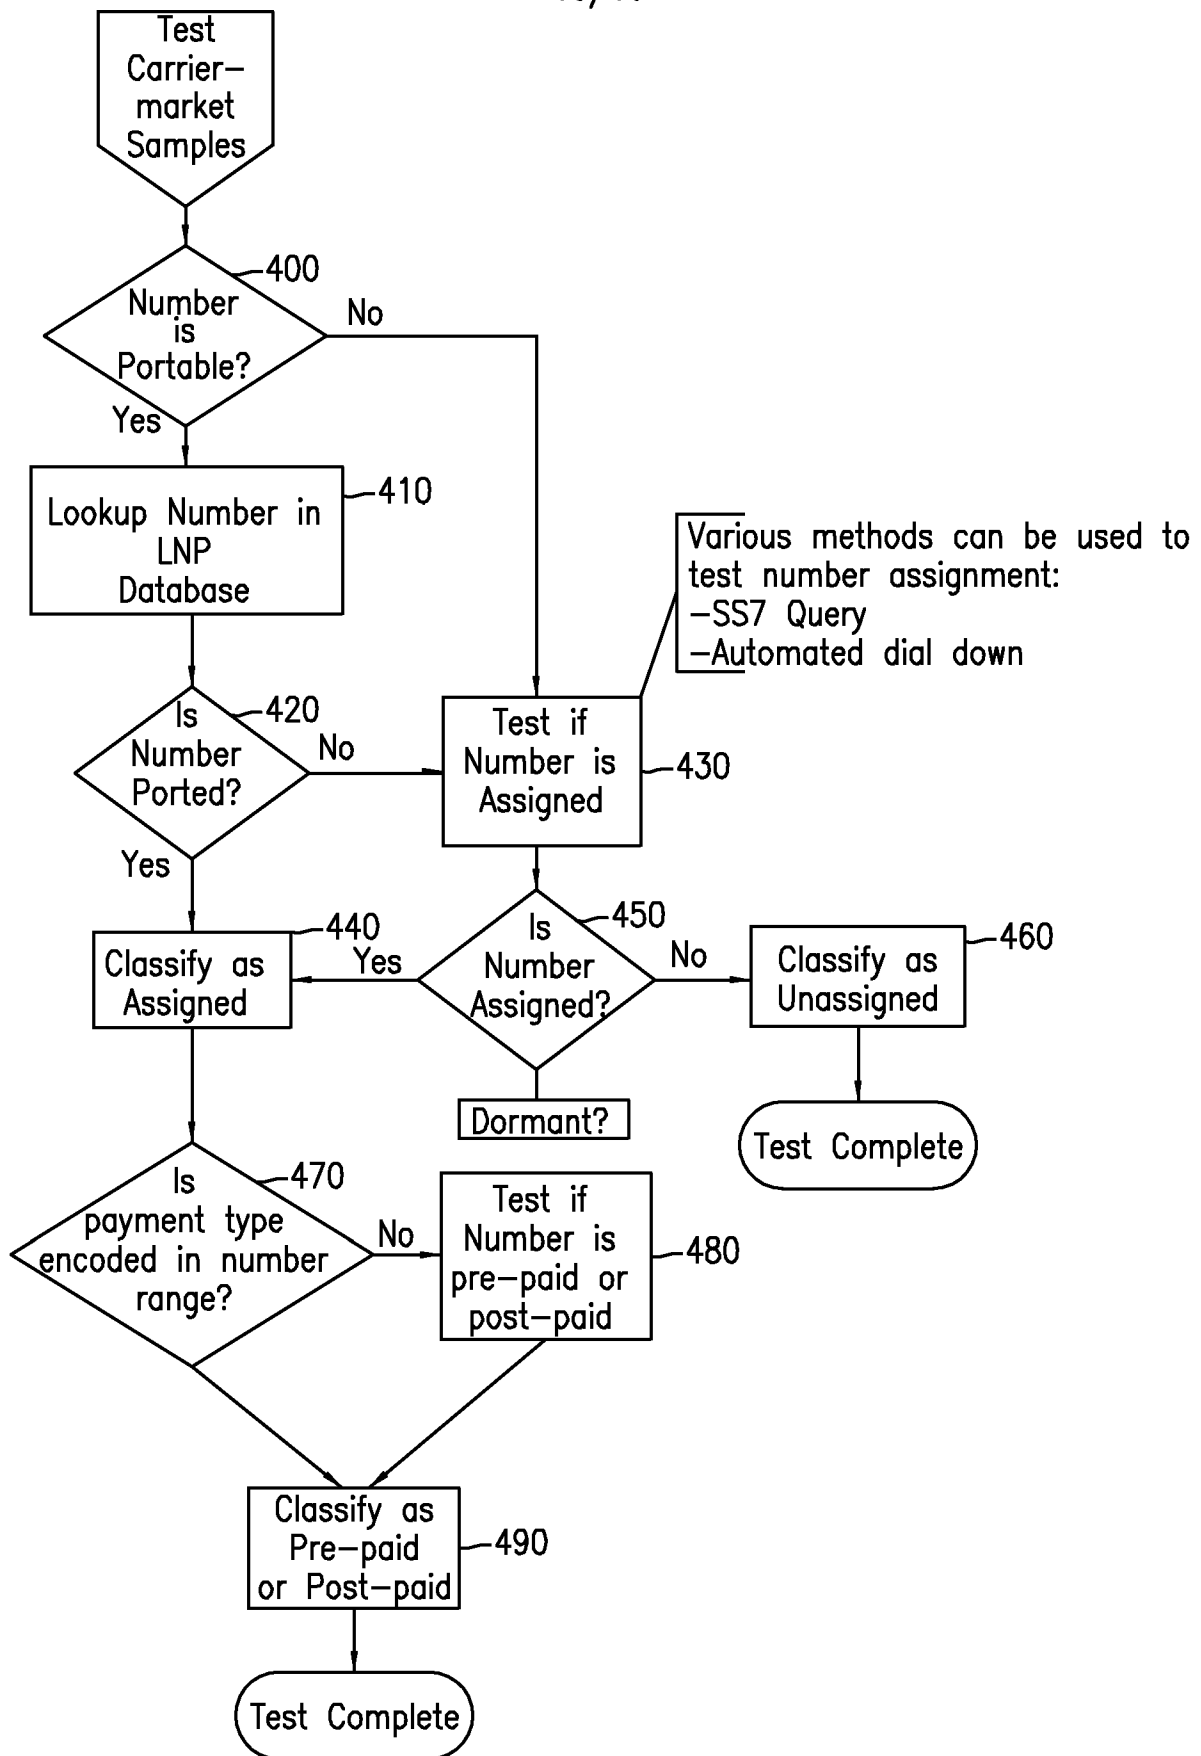 Test
Carrier-
market
Samples
400
Number
is
Portable?
No
Yes
Lookup Number in
LNP
Database
410
Various methods can be used to
test number assignment:
-SS7 Query
-Automated dial down
Is
Number
Ported?
420
No
Yes
Test if
Number is
Assigned
430
440
Classify as
Assigned
Yes
Is
Number
Assigned?
450
No
460
Classify as
Unassigned
Dormant?
Test Complete
Is
payment type
encoded in number
range?
470
No
Test if
Number is
pre-paid or
post-paid
480
Classify as
Pre-paid
or Post-paid
490
Test Complete